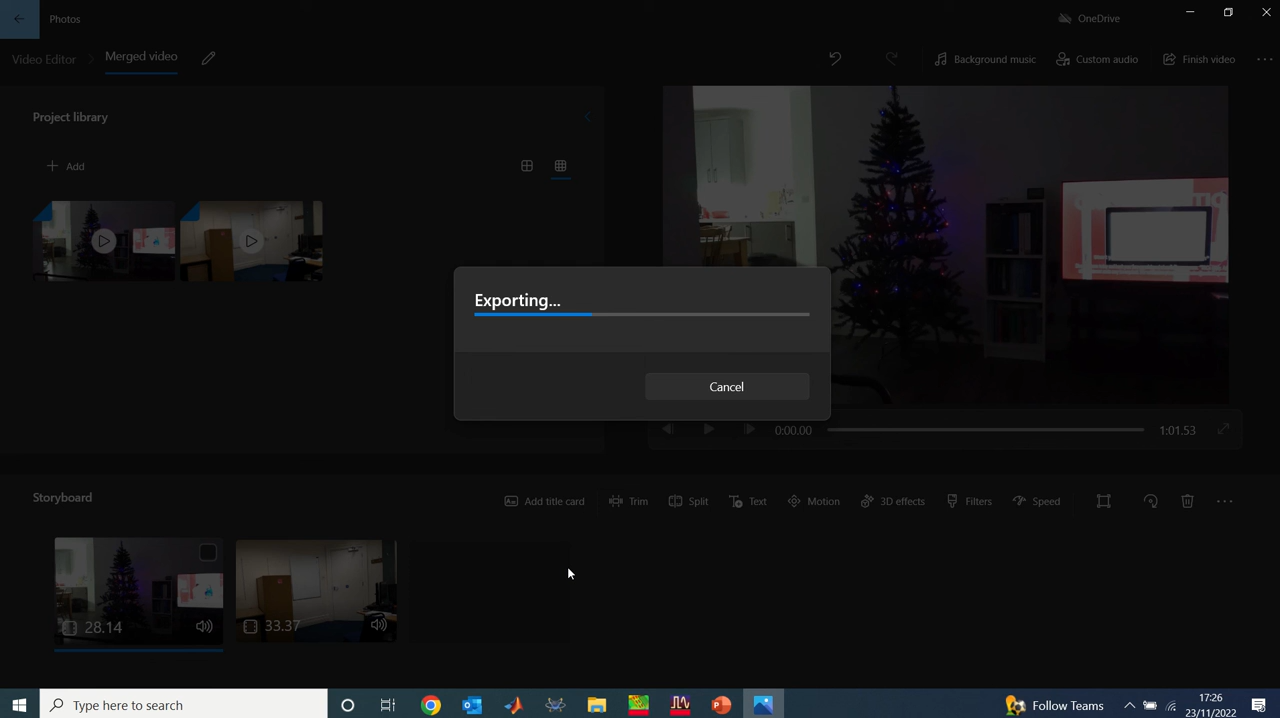 Photos
OneDrive
Video Editor
Merged video
Background music
Custom audio
Finish video
Project library
Add
Exporting...
Cancel
0:00.00
1:01.53
Storyboard
Add title card
Trim
Split
Text
Motion
3D effects
Filters
Speed
28.14
33.37
Type here to search
Follow Teams
17:26
23/11/2022